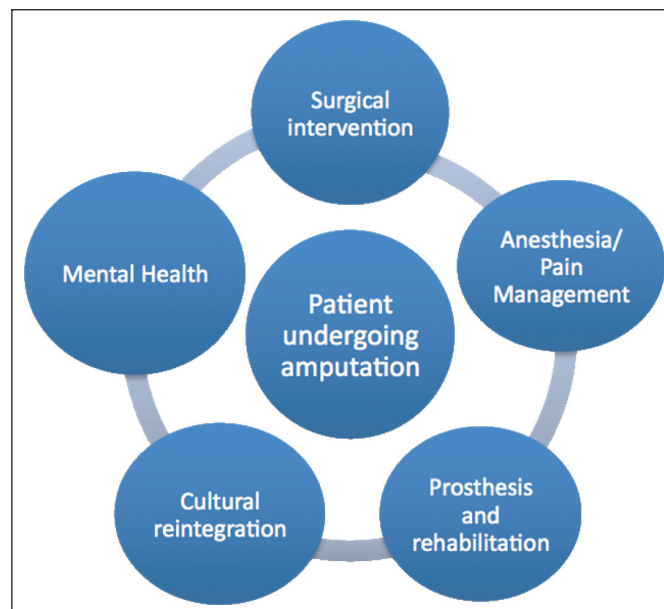 Surgical
intervention
Anesthesia/
Pain
Management
Mental Health
Patient
undergoing
amputation
Prosthesis
and
rehabilitation
Cultural
reintegration